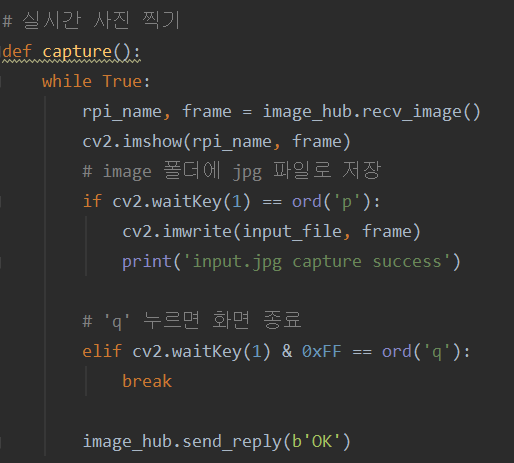 # 실시간 사진 찍기
def capture():
    while True:
        rpi_name, frame = image_hub.recv_image()
        cv2.imshow(rpi_name, frame)
        # image 폴더에 jpg 파일로 저장
        if cv2.waitKey(1) == ord('p'):
            cv2.imwrite(input_file, frame)
            print('input.jpg capture success')

        # 'q' 누르면 화면 종료
        elif cv2.waitKey(1) & 0xFF == ord('q'):
            break

        image_hub.send_reply(b'OK')